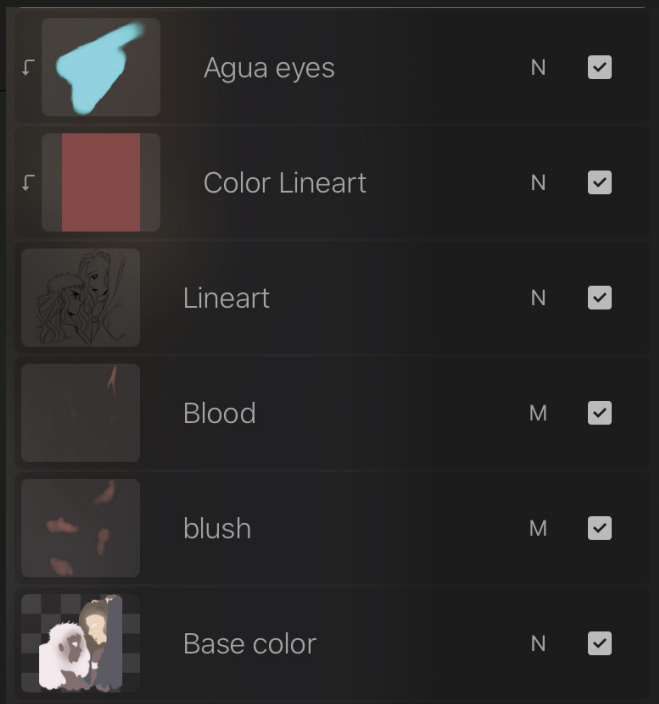 Agua eyes N
Color Lineart N
Lineart N
Blood M
blush M
Base color N